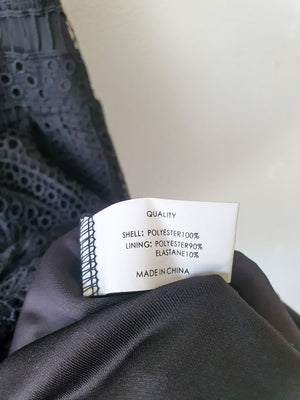 QUALITY
SHELL: POLYESTER100%
LINING: POLYESTER90%
ELASTANE10%
MADE IN CHINA